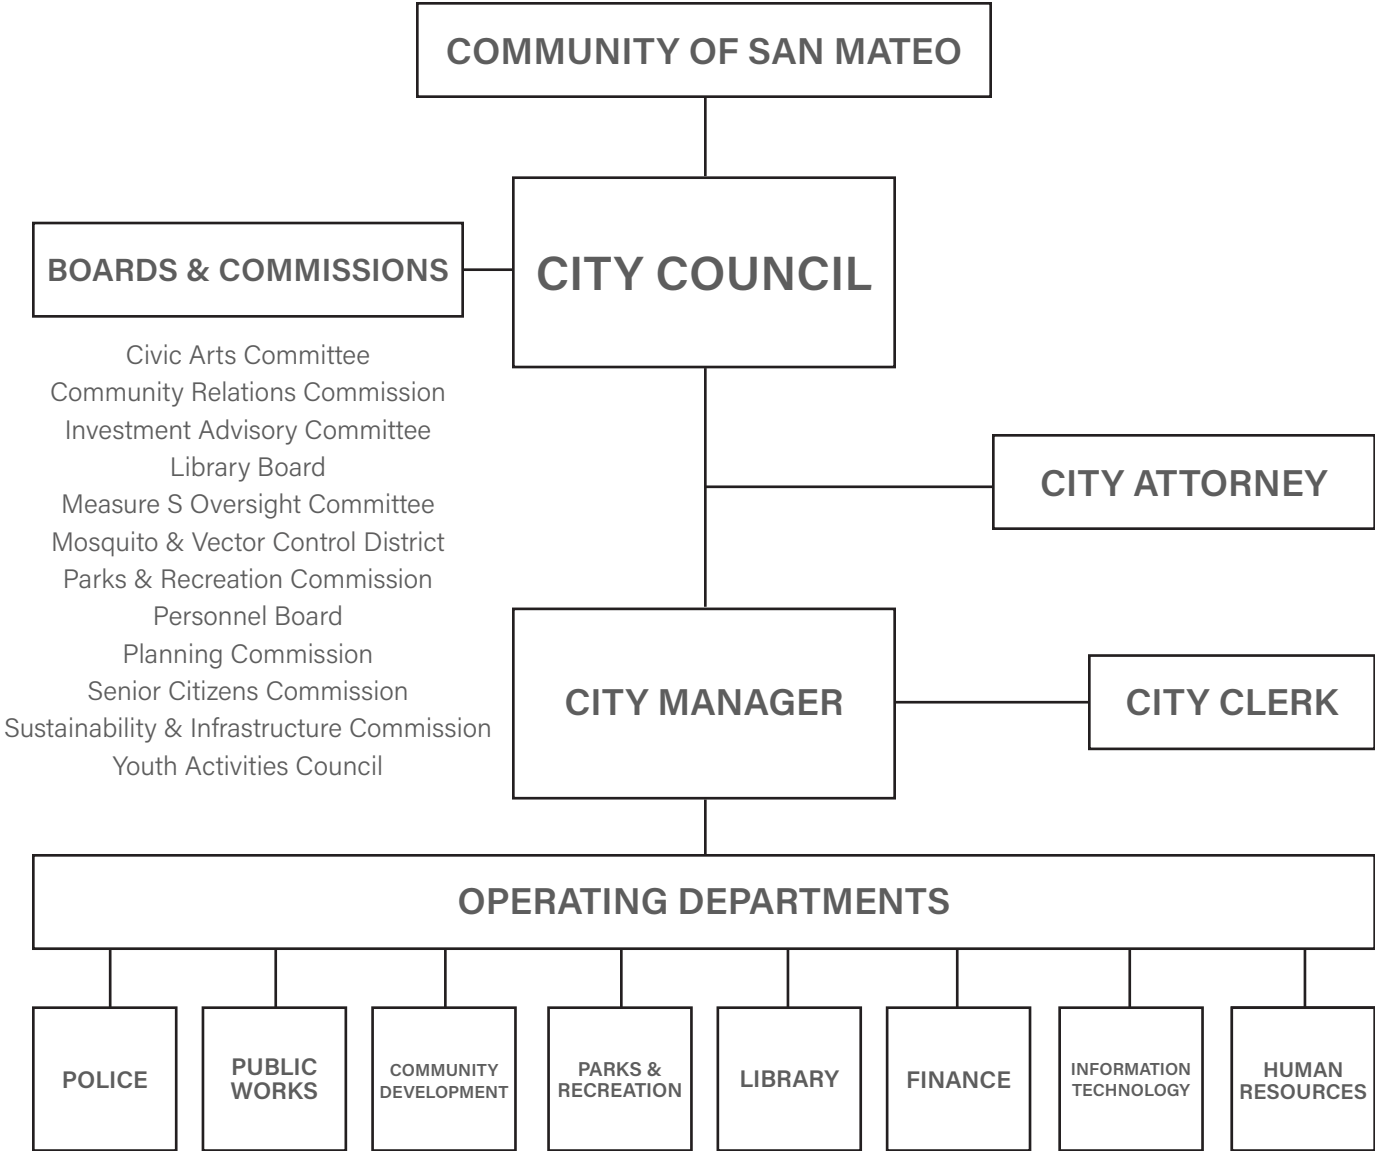 COMMUNITY OF SAN MATEO
CITY COUNCIL
BOARDS & COMMISSIONS
Civic Arts Committee
Community Relations Commission
Investment Advisory Committee
Library Board
Measure S Oversight Committee
Mosquito & Vector Control District
Parks & Recreation Commission
Personnel Board
Planning Commission
Senior Citizens Commission
Sustainability & Infrastructure Commission
Youth Activities Council
CITY ATTORNEY
CITY MANAGER
CITY CLERK
OPERATING DEPARTMENTS
POLICE
PUBLIC
WORKS
COMMUNITY
DEVELOPMENT
PARKS &
RECREATION
LIBRARY
FINANCE
INFORMATION
TECHNOLOGY
HUMAN
RESOURCES